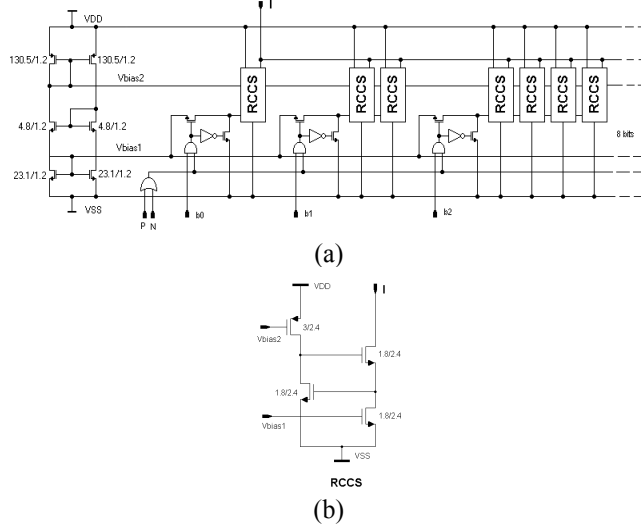 I
VDD
130.5/1.2 130.5/1.2
Vbias2
RCCS RCCS RCCS RCCS RCCS RCCS RCCS
4.8/1.2 4.8/1.2
8 bits
Vbias1
23.1/1.2 23.1/1.2
VSS
P N b0 b1 b2
(a)
VDD I
3/2.4
Vbias2
1.8/2.4
1.8/2.4
Vbias1 1.8/2.4
VSS
RCCS
(b)